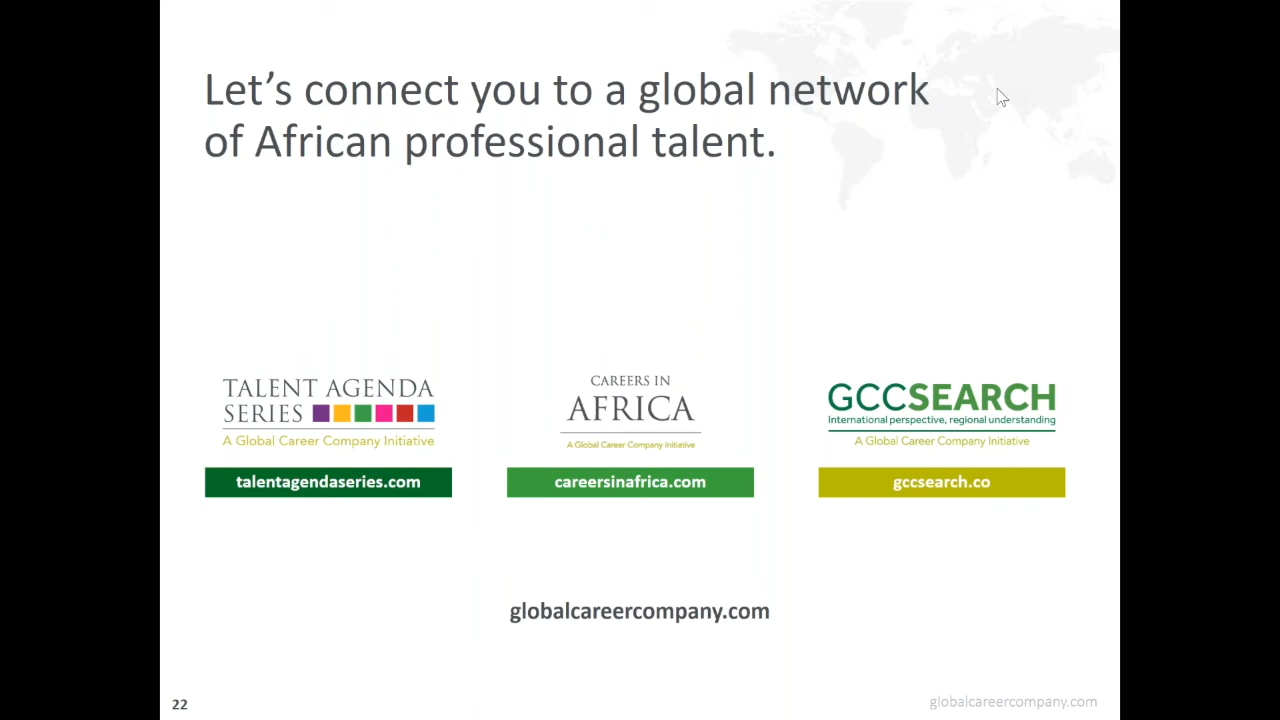 Let’s connect you to a global network
of African professional talent.
TALENT AGENDA
SERIES
A Global Career Company Initiative
talentagendaseries.com
CAREERS IN
AFRICA
A Global Career Company Initiative
careersinafrica.com
GCCSEARCH
International perspective, regional understanding
A Global Career Company Initiative
gccsearch.co
globalcareercompany.com
22
globalcareercompany.com